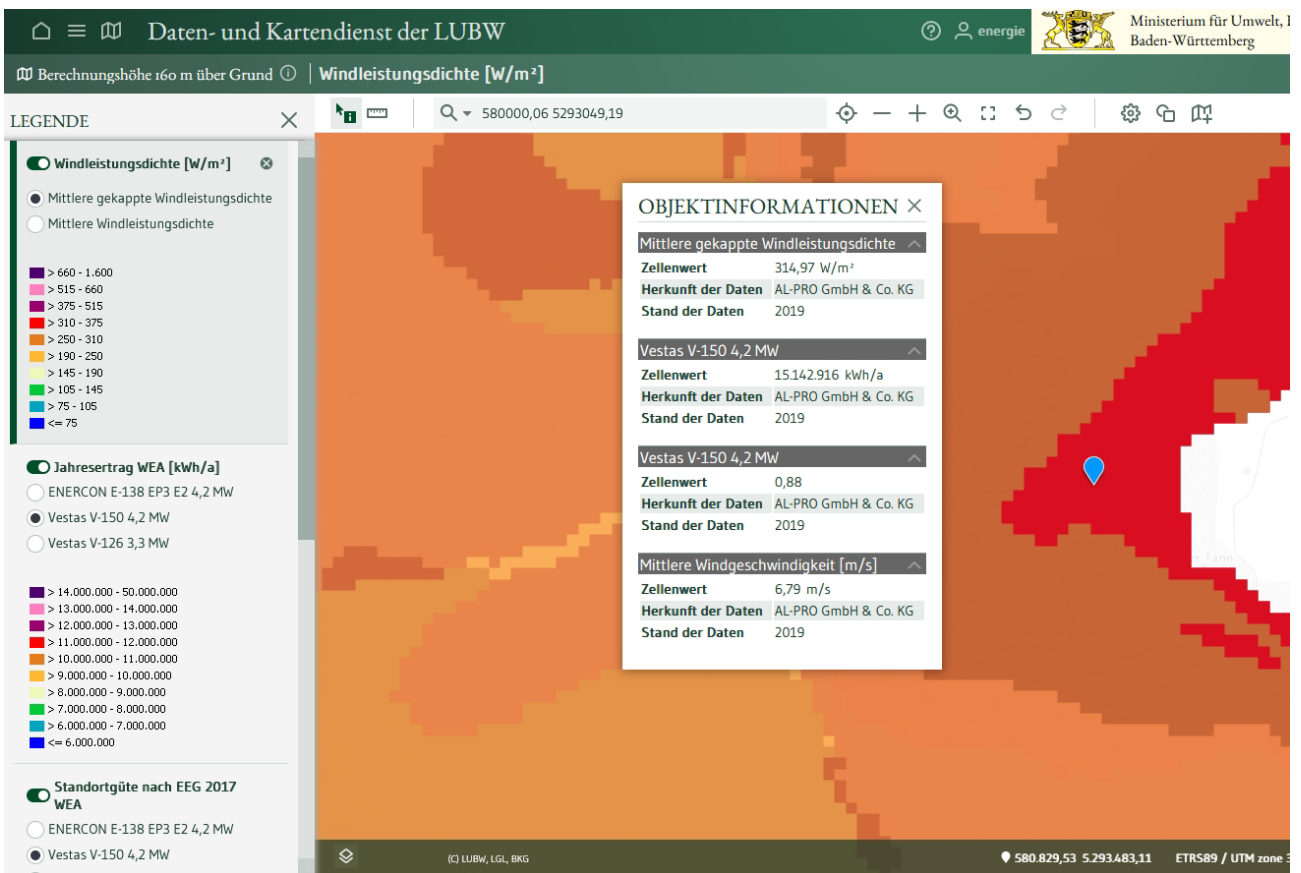 Daten- und Kartendienst der LUBW
energie
Ministerium für Umwelt,
Baden-Württemberg
Berechnungshöhe 160 m über Grund
Windleistungsdichte [W/m²]
LEGENDE
580000,06 5293049,19
Windleistungsdichte [W/m²]
Mittlere gekappte Windleistungsdichte
Mittlere Windleistungsdichte
> 660 - 1.600
> 515 - 660
> 375 - 515
> 310 - 375
> 250 - 310
> 190 - 250
> 145 - 190
> 105 - 145
> 75 - 105
<= 75
Jahresertrag WEA [kWh/a]
ENERCON E-138 EP3 E2 4,2 MW
Vestas V-150 4,2 MW
Vestas V-126 3,3 MW
> 14.000.000 - 50.000.000
> 13.000.000 - 14.000.000
> 12.000.000 - 13.000.000
> 11.000.000 - 12.000.000
> 10.000.000 - 11.000.000
> 9.000.000 - 10.000.000
> 8.000.000 - 9.000.000
> 7.000.000 - 8.000.000
> 6.000.000 - 7.000.000
<= 6.000.000
Standortgüte nach EEG 2017
WEA
ENERCON E-138 EP3 E2 4,2 MW
Vestas V-150 4,2 MW
OBJEKTINFORMATIONEN
Mittlere gekappte Windleistungsdichte
Zellenwert 314,97 W/m²
Herkunft der Daten AL-PRO GmbH & Co. KG
Stand der Daten 2019
Vestas V-150 4,2 MW
Zellenwert 15.142.916 kWh/a
Herkunft der Daten AL-PRO GmbH & Co. KG
Stand der Daten 2019
Vestas V-150 4,2 MW
Zellenwert 0,88
Herkunft der Daten AL-PRO GmbH & Co. KG
Stand der Daten 2019
Mittlere Windgeschwindigkeit [m/s]
Zellenwert 6,79 m/s
Herkunft der Daten AL-PRO GmbH & Co. KG
Stand der Daten 2019
Tann
(C) LUBW, LGL, BKG
580.829,53 5.293.483,11 ETRS89 / UTM zone